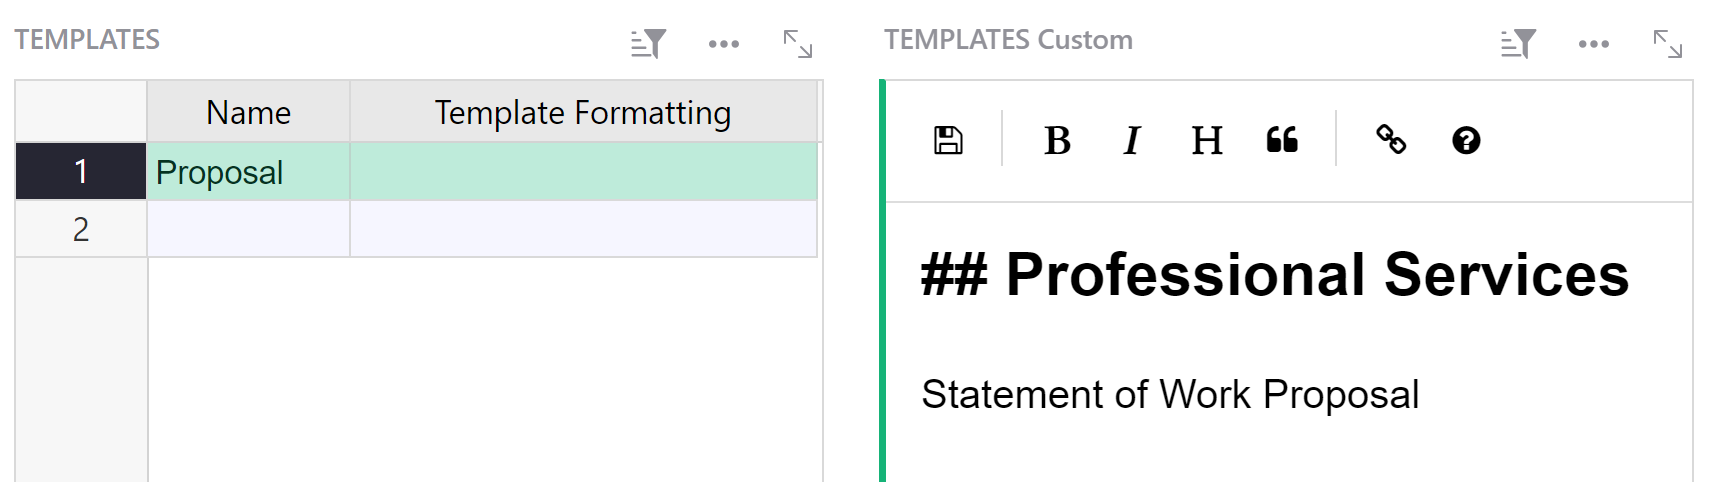 TEMPLATES
Name Template Formatting
1 Proposal
2
TEMPLATES Custom
B I H
## Professional Services
Statement of Work Proposal